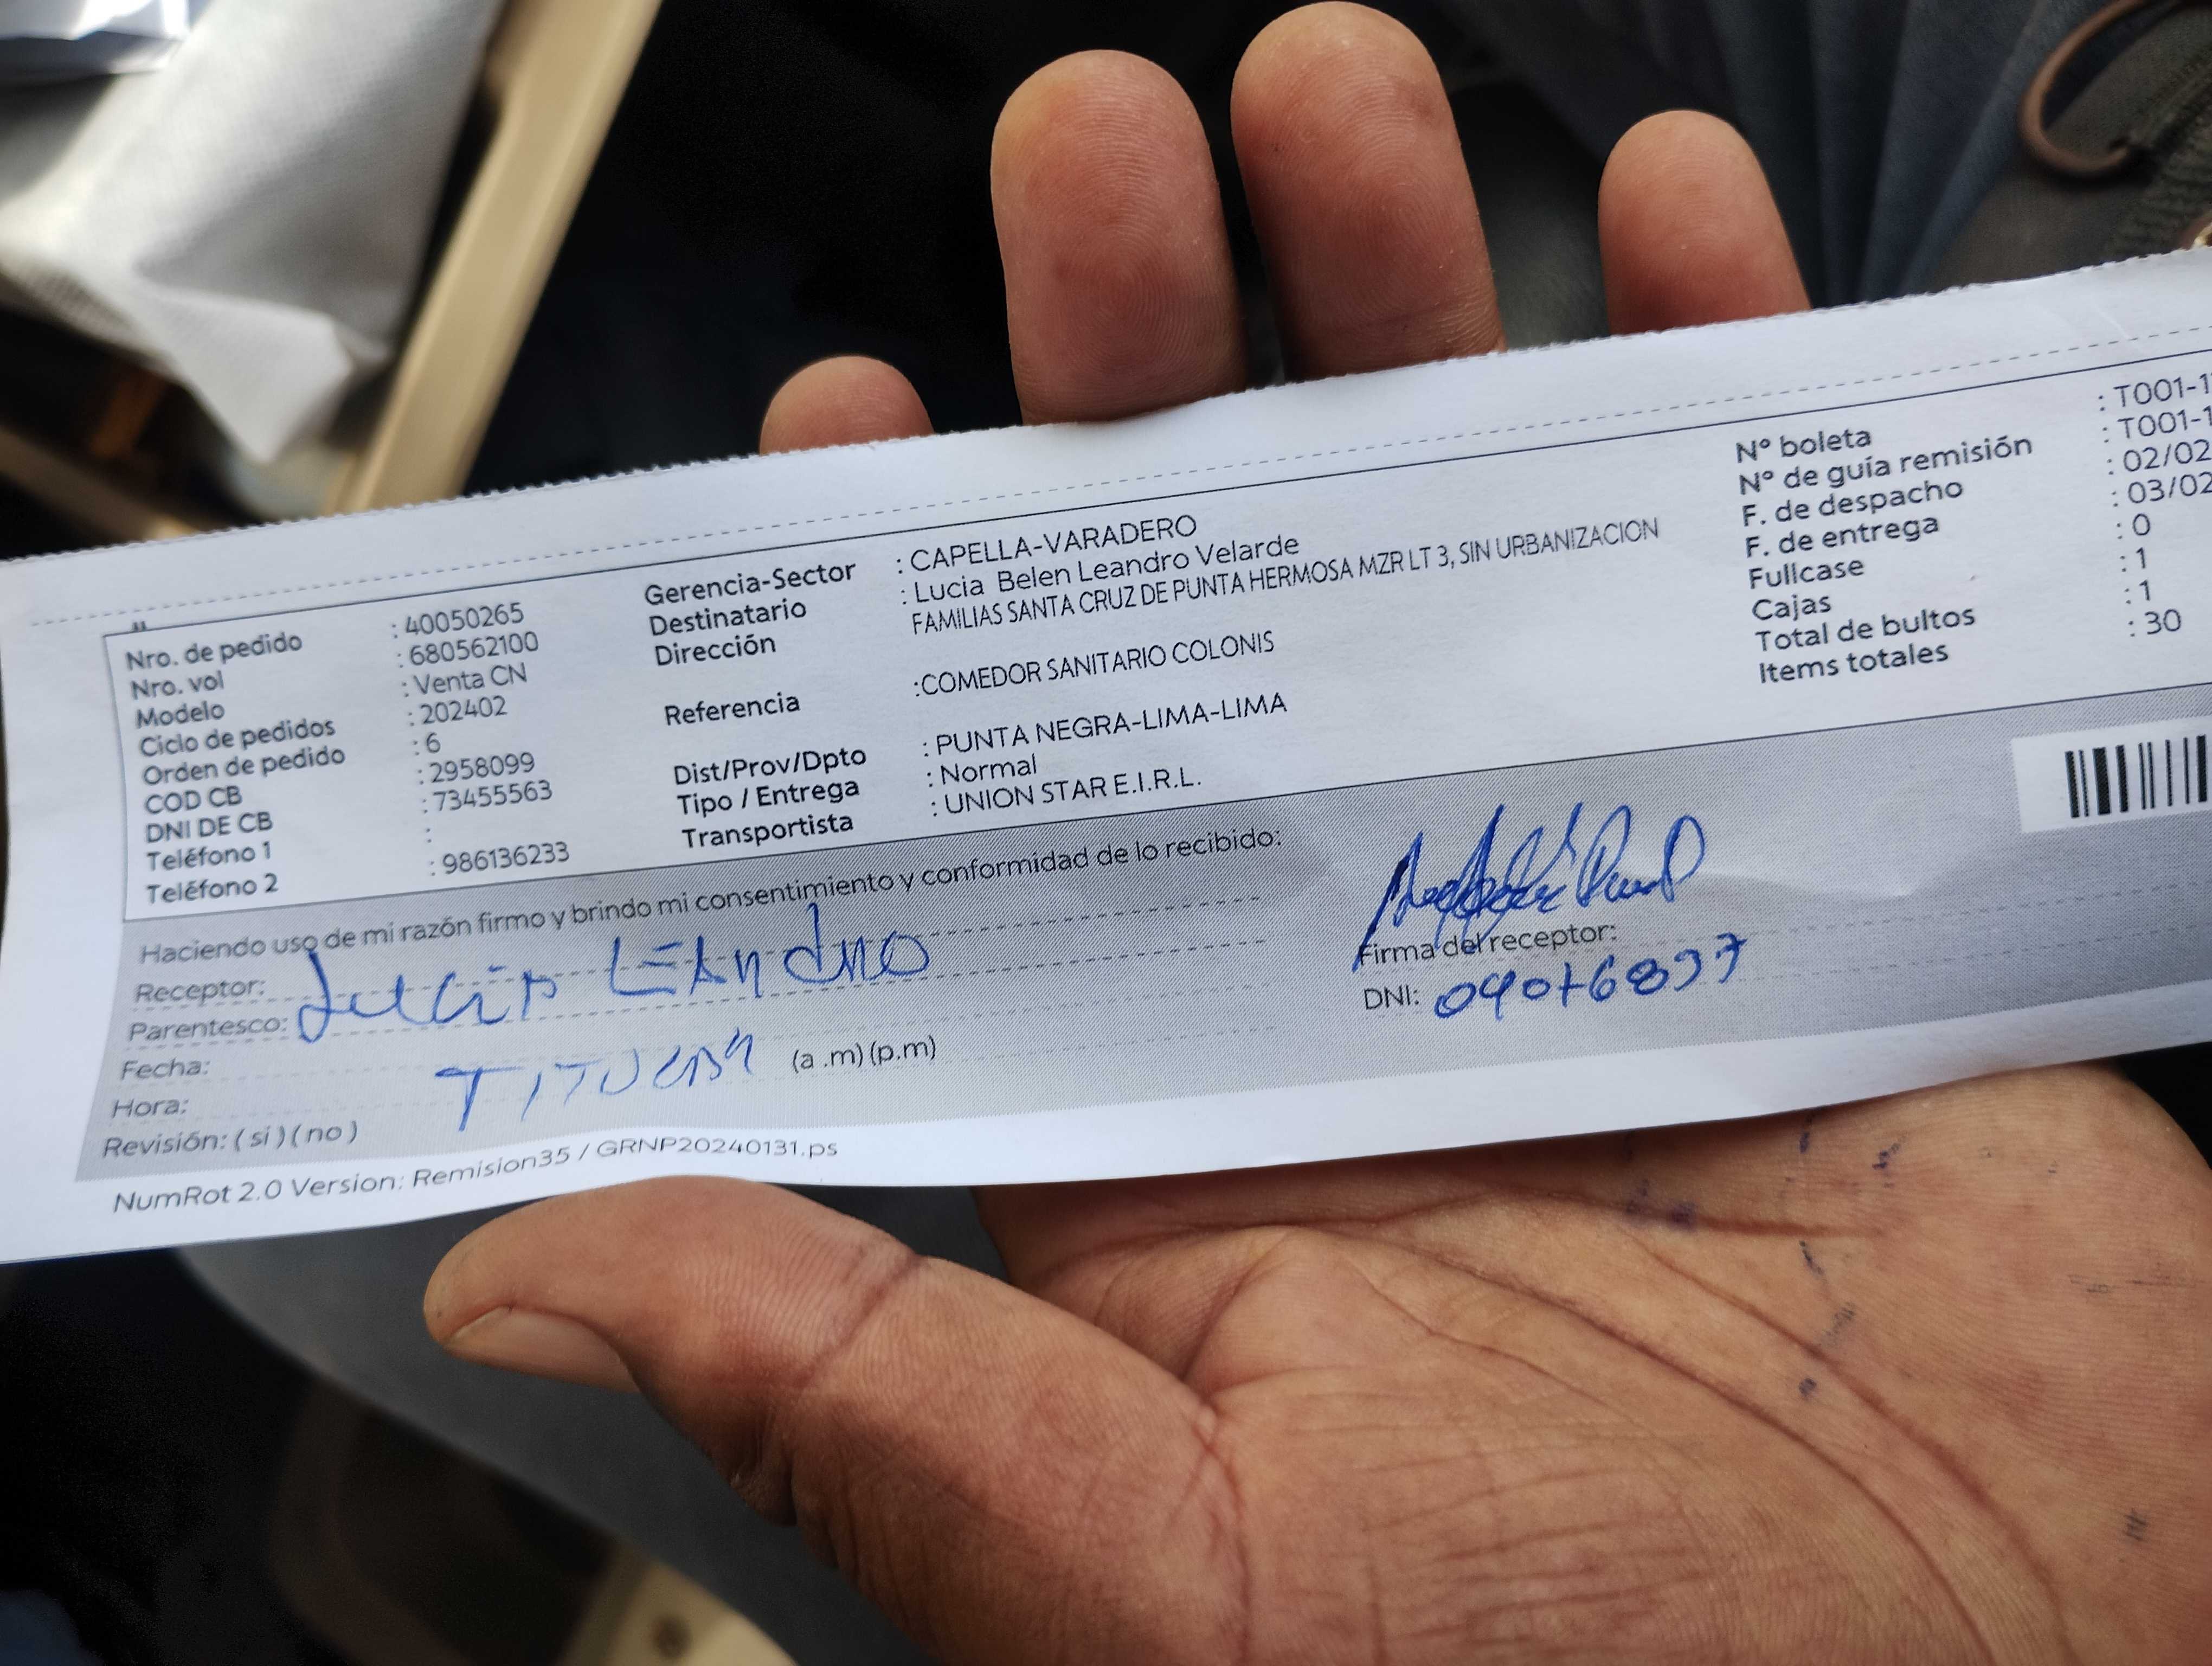 Nro. de pedido : 40050265
Nro. vol : 680562100
Modelo : Venta CN
Ciclo de pedidos : 202402
Orden de pedido : 6
COD CB : 2958099
DNI DE CB : 73455563
Teléfono 1 :
Teléfono 2 : 986136233
Gerencia-Sector : CAPELLA-VARADERO
Destinatario : Lucia Belen Leandro Velarde
Dirección FAMILIAS SANTA CRUZ DE PUNTA HERMOSA MZR LT 3, SIN URBANIZACION
Referencia :COMEDOR SANITARIO COLONIS
Dist/Prov/Dpto : PUNTA NEGRA-LIMA-LIMA
Tipo / Entrega : Normal
Transportista : UNION STAR E.I.R.L.
N° boleta : T001-1
N° de guía remisión : T001-1
F. de despacho : 02/02
F. de entrega : 03/02
Fullcase : 0
Cajas : 1
Total de bultos : 1
Items totales : 30
Haciendo uso de mi razón firmo y brindo mi consentimiento y conformidad de lo recibido:
Receptor: Lucia LEAndro
Parentesco:
Fecha: TITULAR
Hora: (a .m) (p.m)
Revisión: ( si ) ( no )
Firma del receptor:
DNI:
NumRot 2.0 Version: Remision35 / GRNP20240131.ps